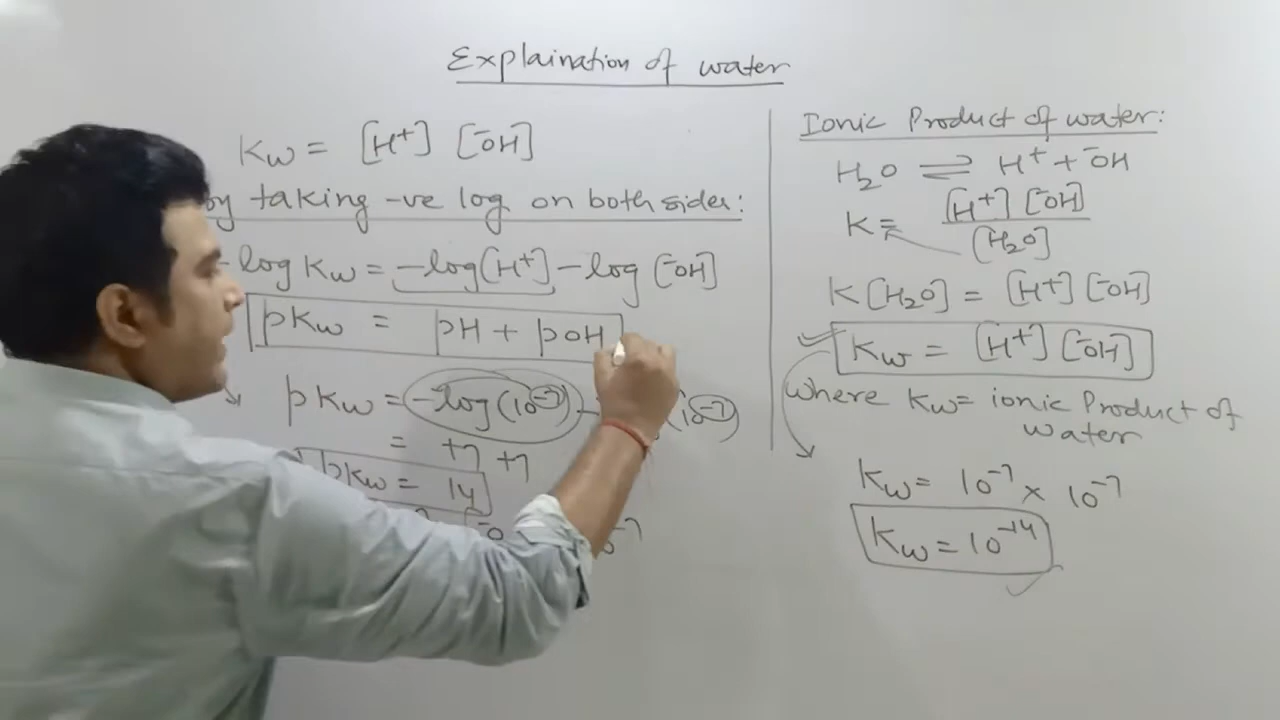 Explaination of water
Kw = [H⁺] [⁻OH]
by taking -ve log on both sides:
-log Kw = -log[H⁺] -log [⁻OH]
pKw = pH + pOH
pKw = -log(10⁻⁷) - (10⁻⁷)
= +7 +7
pKw = 14
Ionic Product of water:
H₂O ⇌ H⁺ + ⁻OH
K = [H⁺] [⁻OH]
[H₂O]
K [H₂O] = [H⁺] [⁻OH]
Kw = [H⁺] [⁻OH]
where Kw = ionic Product of
water
Kw = 10⁻⁷ × 10⁻⁷
Kw = 10⁻¹⁴